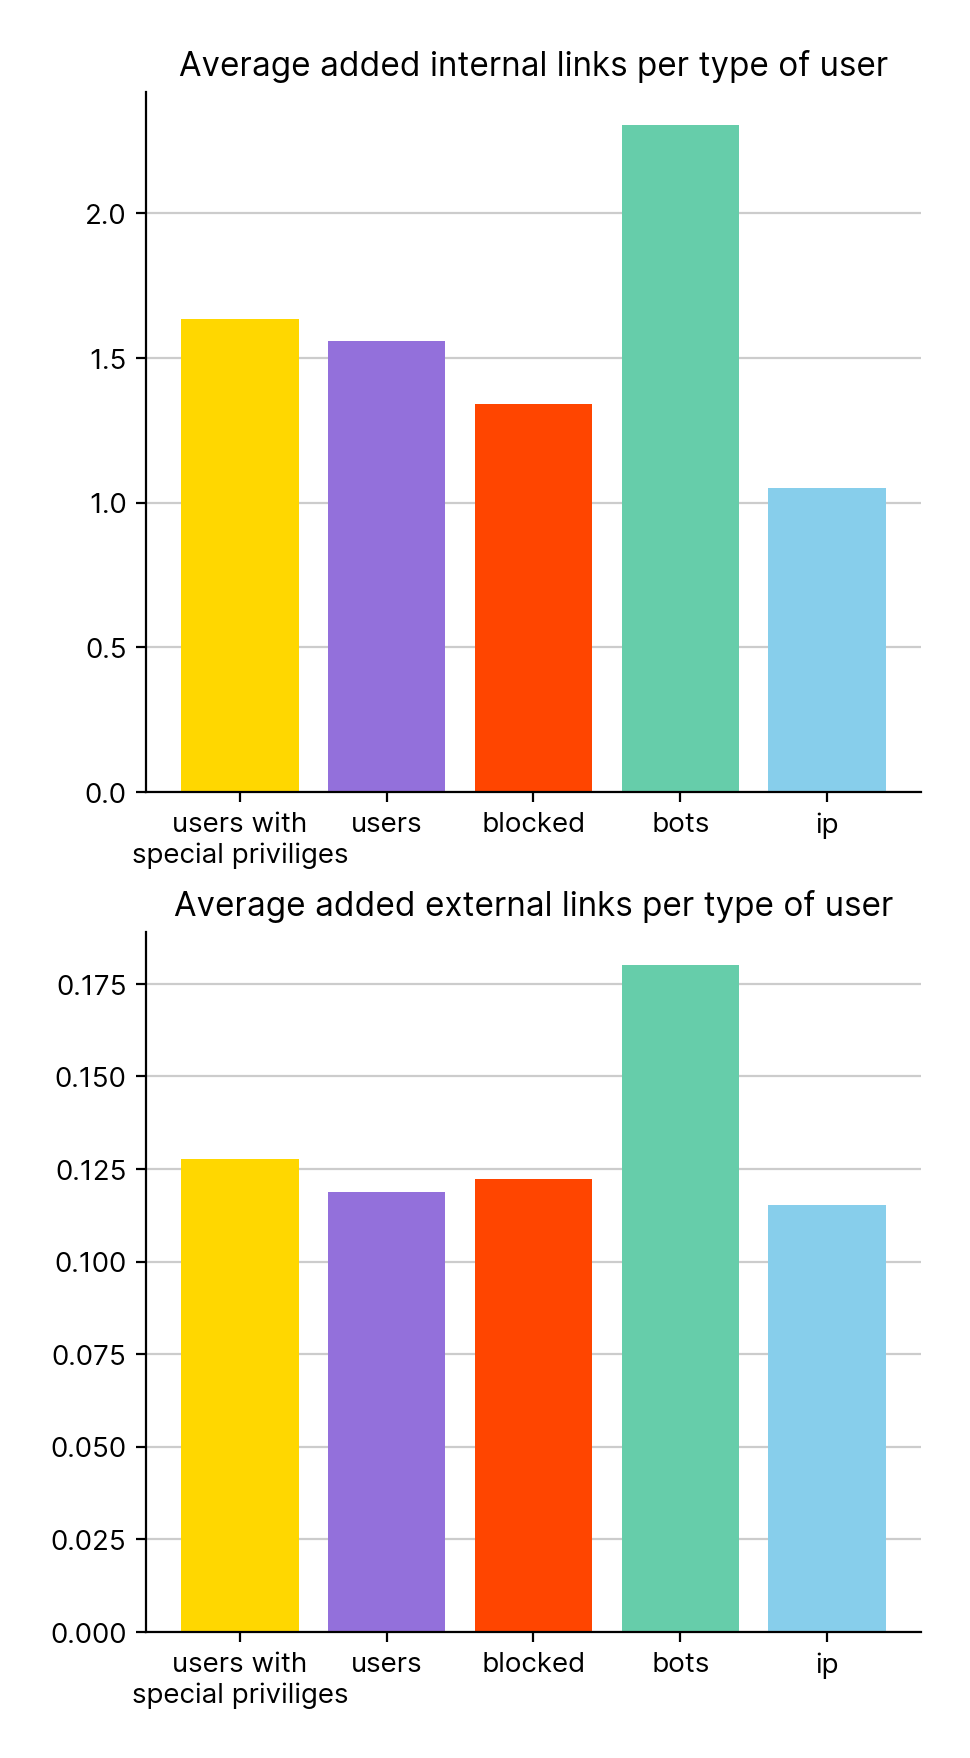 Average added internal links per type of user
2.0
1.5
1.0
0.5
0.0
users with users blocked bots ip
special priviliges
Average added external links per type of user
0.175
0.150
0.125
0.100
0.075
0.050
0.025
0.000
users with users blocked bots ip
special priviliges